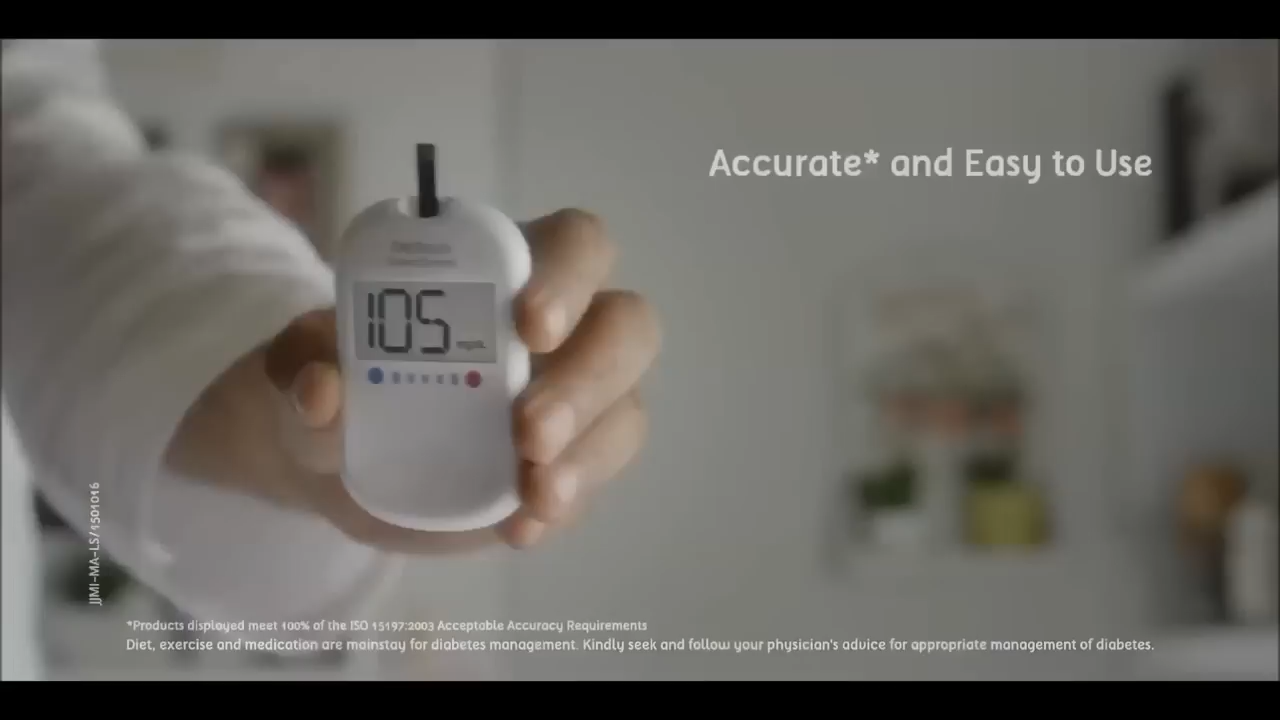 Accurate* and Easy to Use
105
mg/dL
JJMI-MA-LS/1501016
*Products displayed meet 100% of the ISO 15197:2003 Acceptable Accuracy Requirements
Diet, exercise and medication are mainstay for diabetes management. Kindly seek and follow your physician's advice for appropriate management of diabetes.